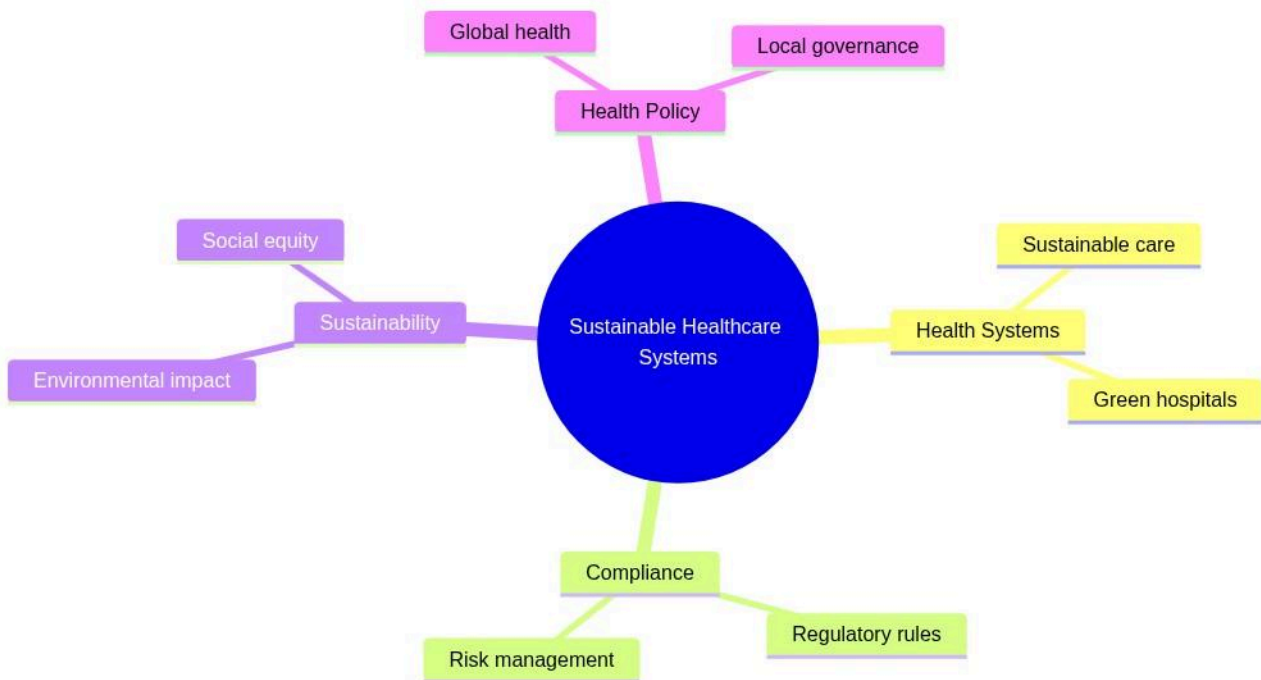 Global health
Local governance
Health Policy
Social equity
Sustainable care
Sustainability
Sustainable Healthcare
Systems
Health Systems
Environmental impact
Green hospitals
Compliance
Regulatory rules
Risk management